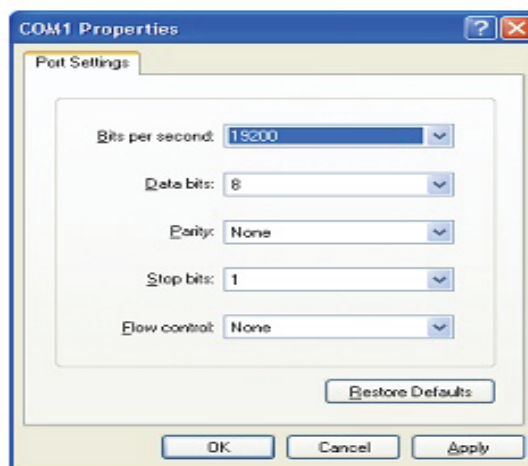 COM1 Properties
Port Settings
Bits per second: 19200
Data bits: 8
Parity: None
Stop bits: 1
Flow control: None
Restore Defaults
OK Cancel Apply